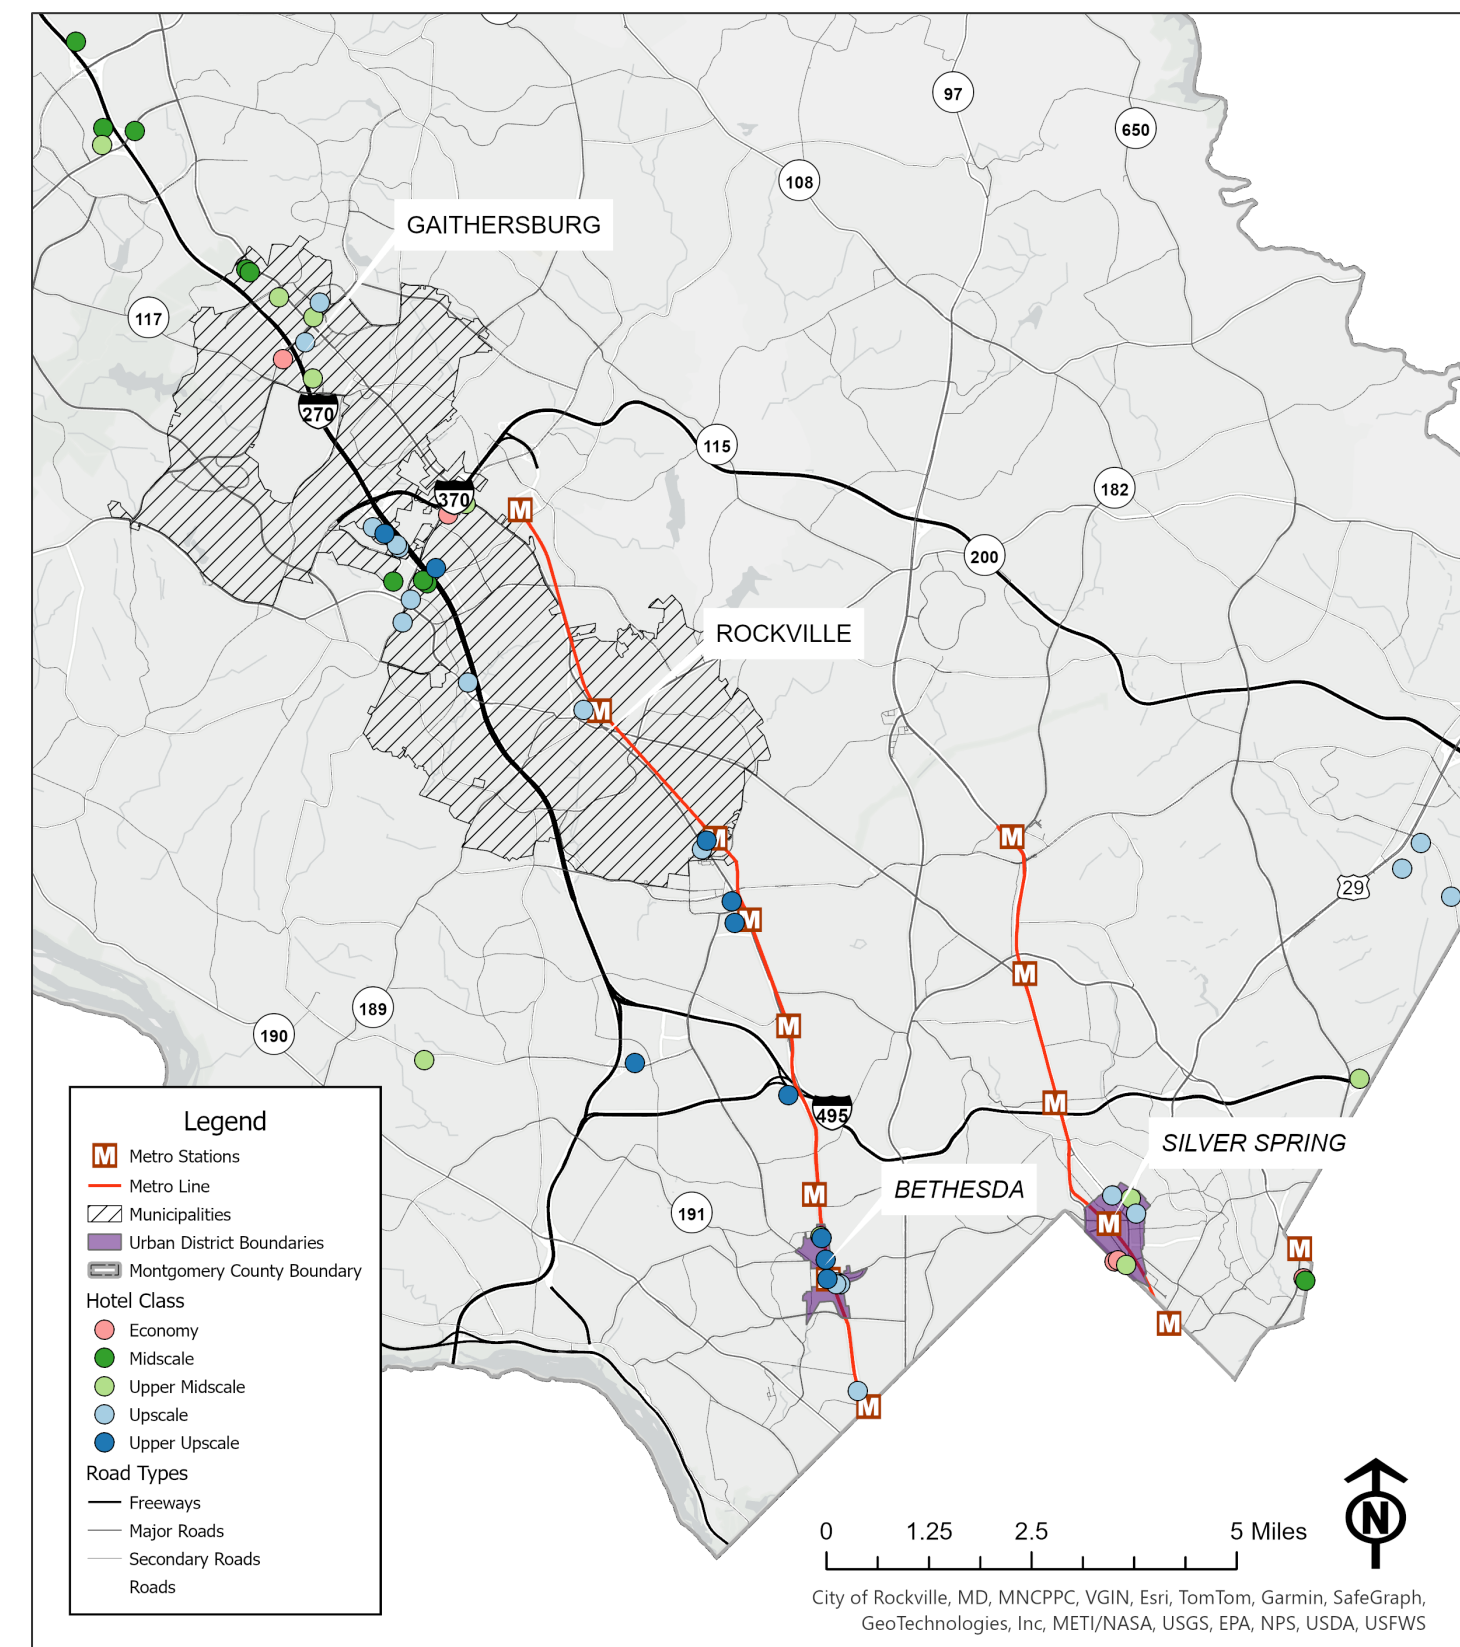 97
650
108
GAITHERSBURG
117
270
115
370
182
200
M
ROCKVILLE
M
M
M
29
M
M
189
190
M
M
495
SILVER SPRING
BETHESDA
M
191
M
M
M
M
Legend
M Metro Stations
Metro Line
Municipalities
Urban District Boundaries
Montgomery County Boundary
Hotel Class
Economy
Midscale
Upper Midscale
Upscale
Upper Upscale
Road Types
Freeways
Major Roads
Secondary Roads
Roads
N
0 1.25 2.5 5 Miles
City of Rockville, MD, MNCPPC, VGIN, Esri, TomTom, Garmin, SafeGraph,
GeoTechnologies, Inc, METI/NASA, USGS, EPA, NPS, USDA, USFWS